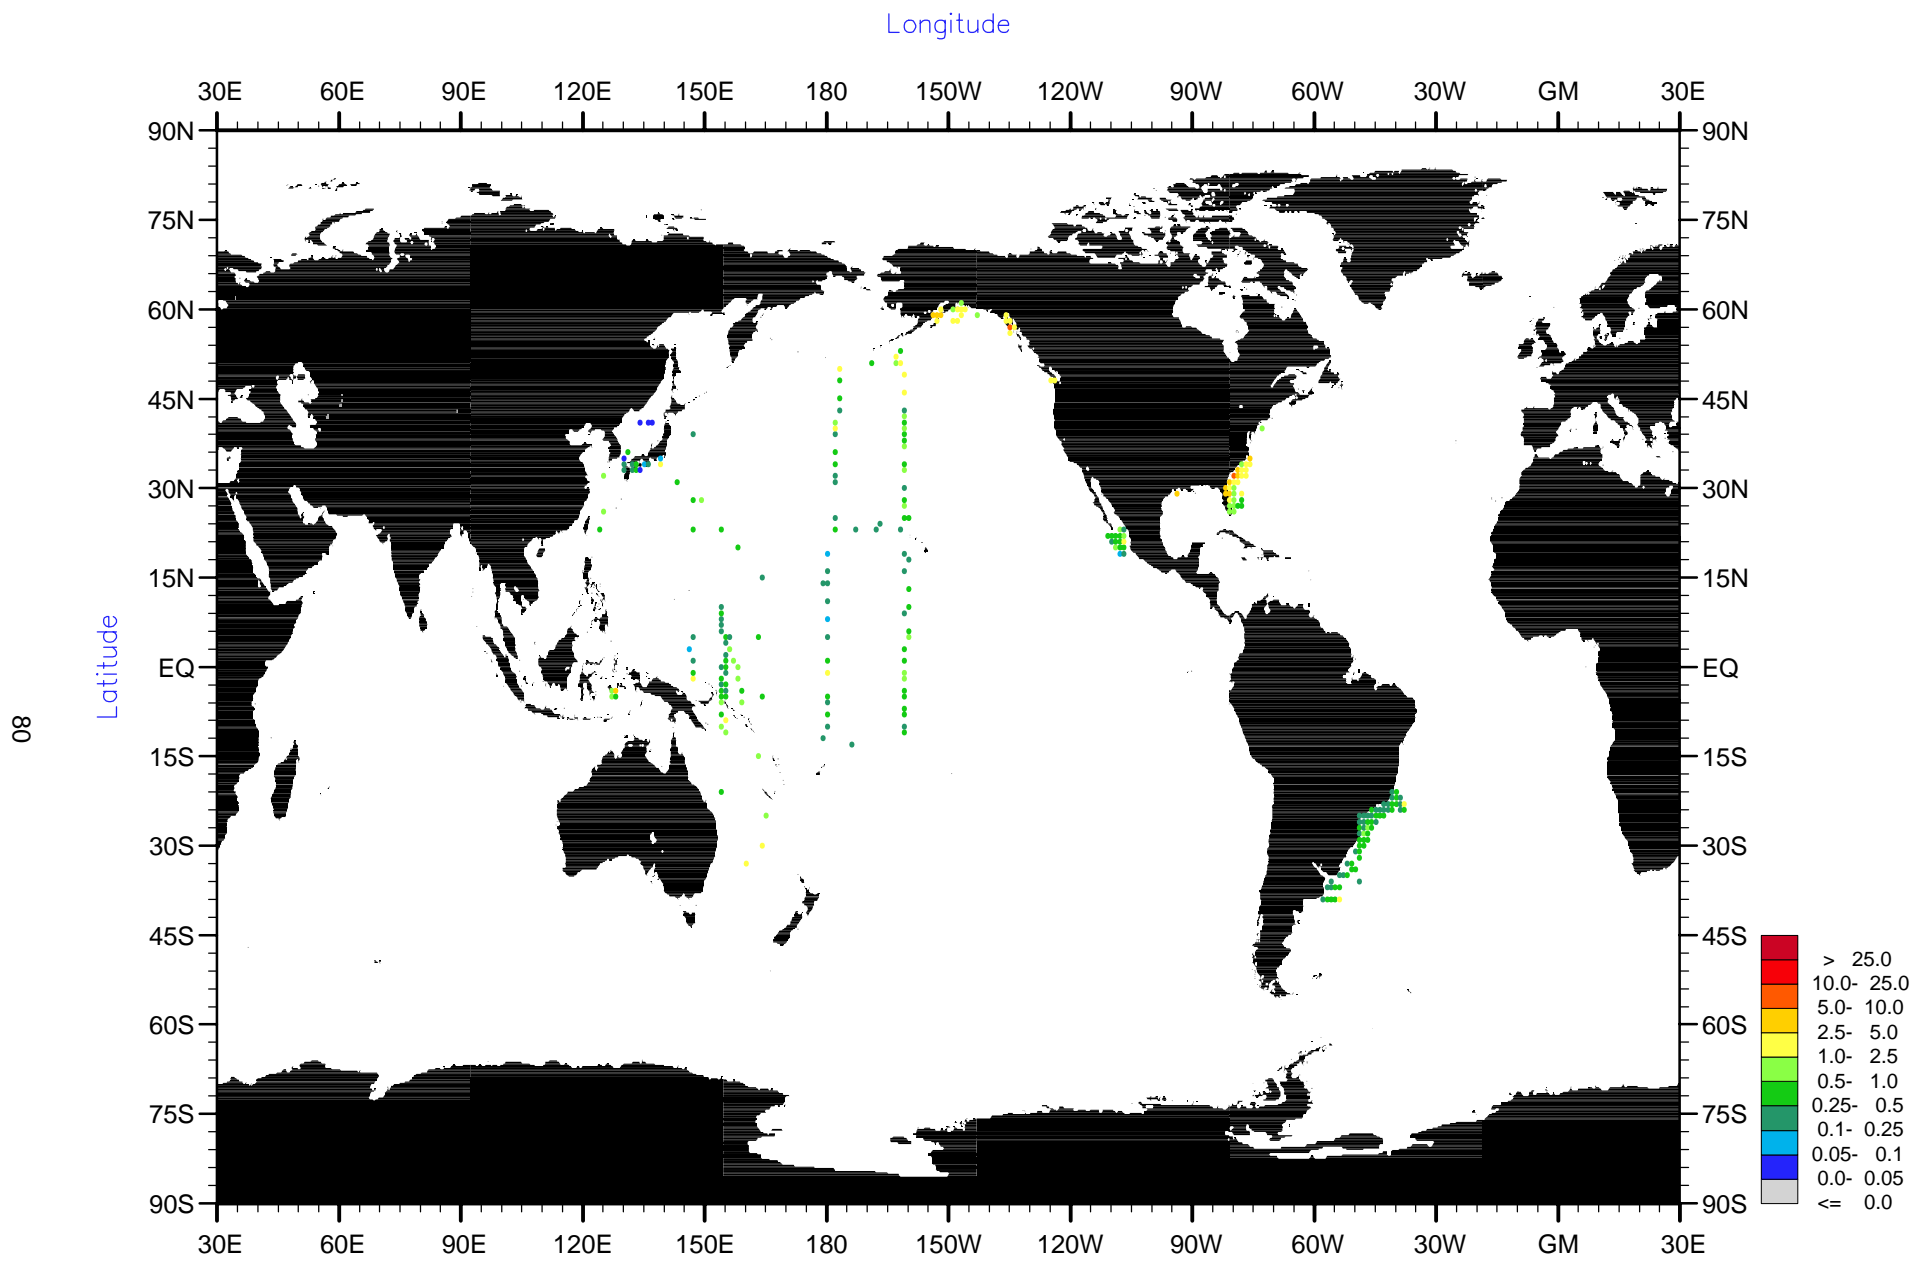 Longitude
30E 60E 90E 120E 150E 180 150W 120W 90W 60W 30W GM 30E
90N 90N
75N 75N
60N 60N
45N 45N
30N 30N
15N 15N
Latitude
EQ EQ
80
15S 15S
30S 30S
45S 45S
> 25.0
10.0- 25.0
5.0- 10.0
60S 60S
2.5- 5.0
1.0- 2.5
0.5- 1.0
0.25- 0.5
75S 75S
0.1- 0.25
0.05- 0.1
0.0- 0.05
90S 90S
<= 0.0
30E 60E 90E 120E 150E 180 150W 120W 90W 60W 30W GM 30E